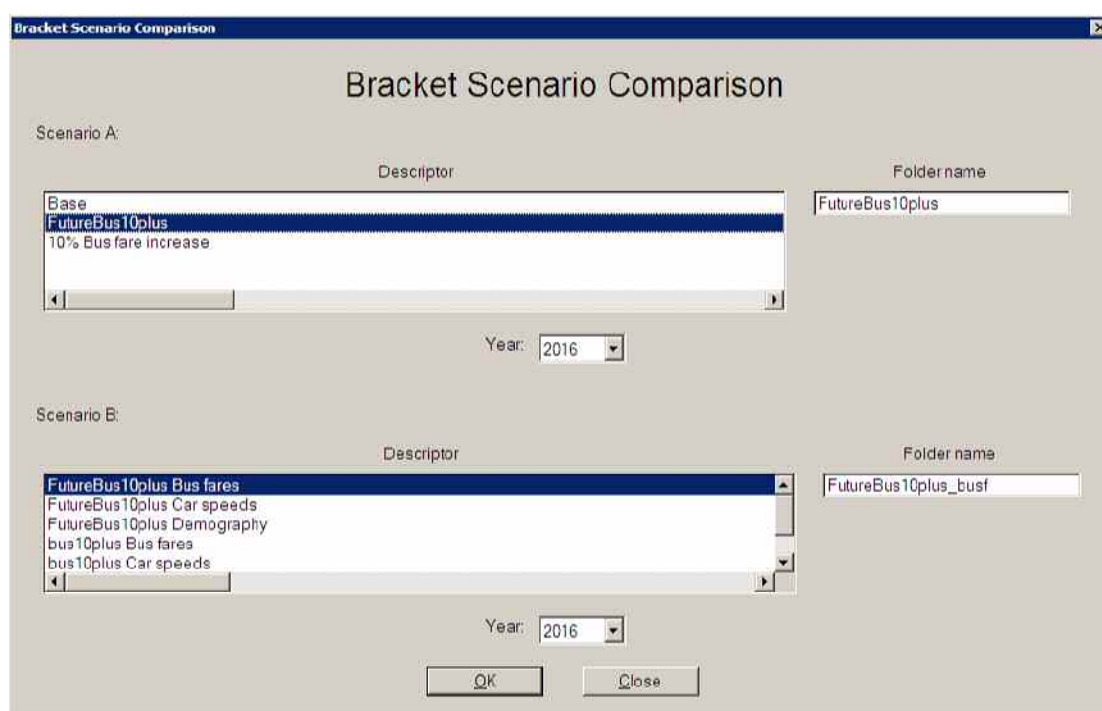 Bracket Scenario Comparison
Bracket Scenario Comparison
Scenario A:
Descriptor
Folder name
Base
FutureBus10plus
10% Bus fare increase
FutureBus10plus
Year: 2016
Scenario B:
Descriptor
Folder name
FutureBus10plus Bus fares
FutureBus10plus Car speeds
FutureBus10plus Demography
bus10plus Bus fares
bus10plus Car speeds
FutureBus10plus_busf
Year: 2016
OK
Close